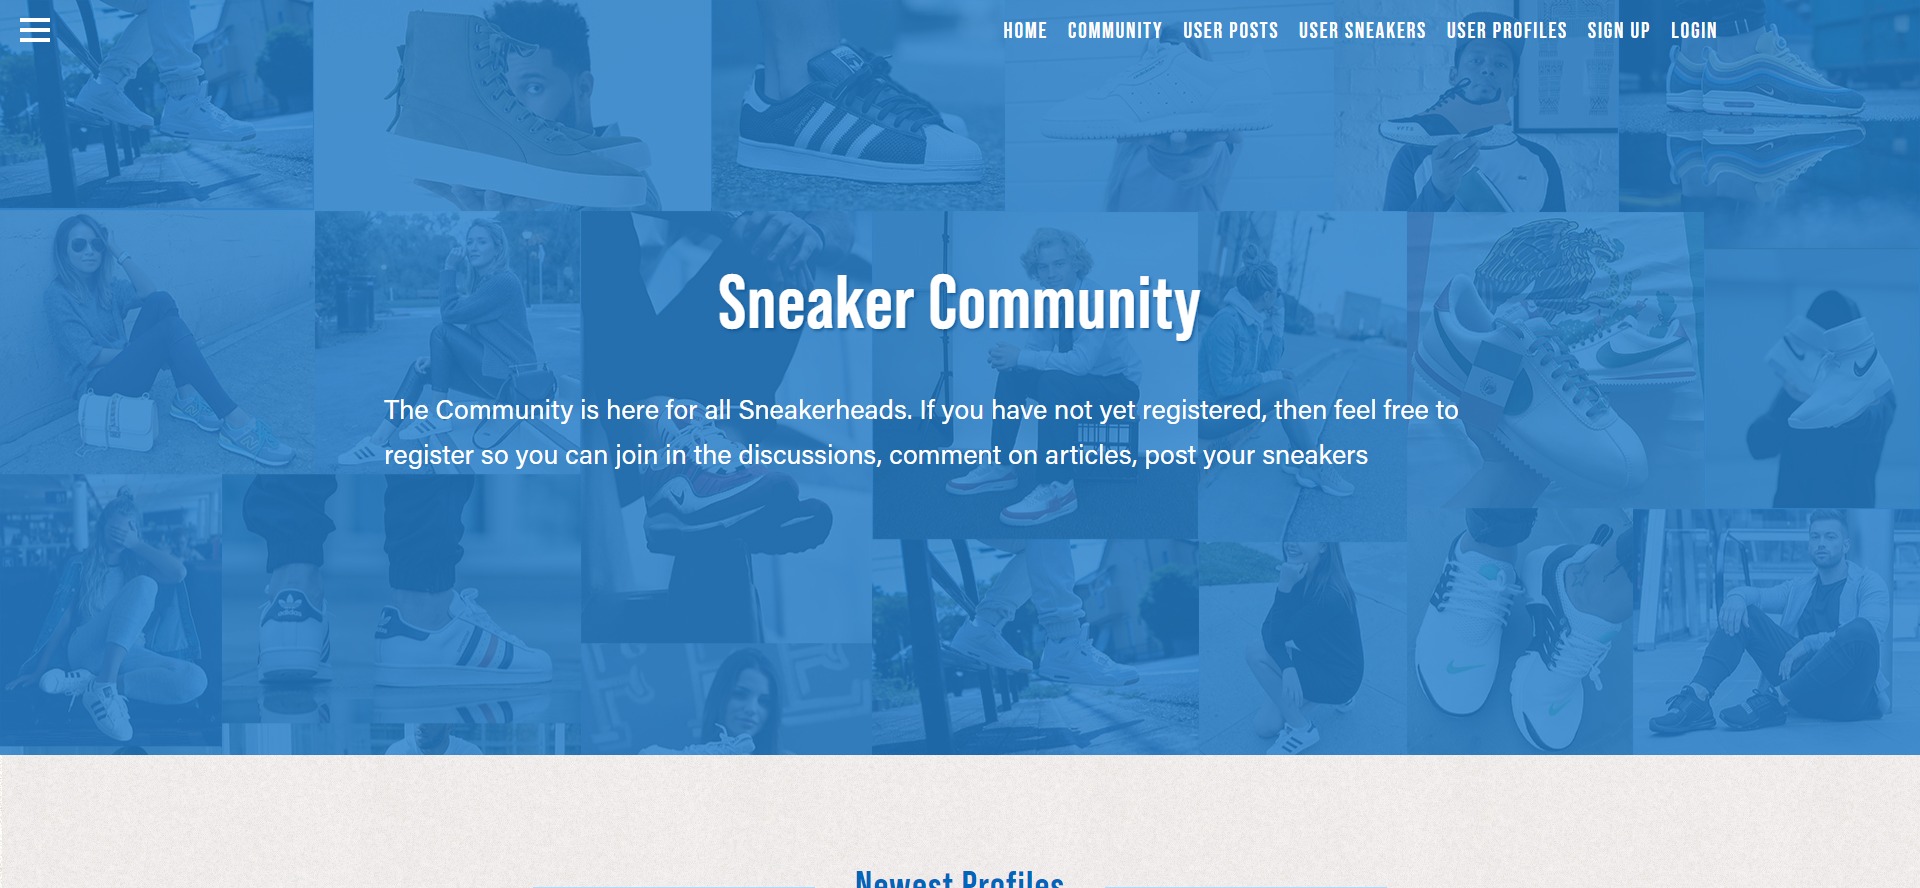 HOME COMMUNITY USER POSTS USER SNEAKERS USER PROFILES SIGN UP LOGIN
Sneaker Community
The Community is here for all Sneakerheads. If you have not yet registered, then feel free to
register so you can join in the discussions, comment on articles, post your sneakers
Newest Profiles